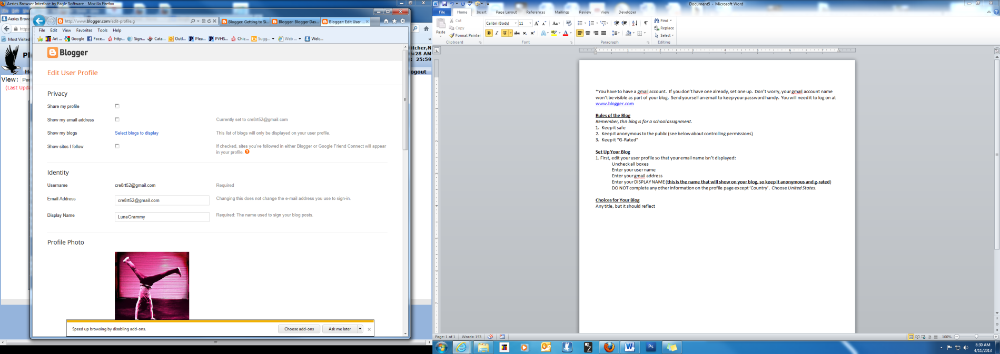 Aeries Browser Interface by Eagle Software - Mozilla Firefox
Aeries Brow
https
Most Visited
View: Per
(Last Upda
itcher,N
5:28 AM
: 25:59
ogout
http://www.blogger.com/edit-profile.g
Blogger: Getting to Si...
Blogger: Blogger Das...
Blogger: Edit User ...
File Edit View Favorites Tools Help
Art ... Google Face... http... Sign... Cata... Outl... Plea... PVHS... Chic... Sugg... Web ... Welc...
Blogger
Edit User Profile
Privacy
Share my profile
Show my email address Currently set to cre8rt52@gmail.com
Show my blogs Select blogs to display This list of blogs will only be displayed on your user profile.
Show sites I follow If checked, sites you've followed in either Blogger or Google Friend Connect will appear
in your profile. ?
Identity
Username cre8rt52@gmail.com Required
Email Address cre8rt52@gmail.com Changing this does not change the e-mail address you use to sign-in.
Display Name LunaGrammy Required: The name used to sign your blog posts.
Profile Photo
Speed up browsing by disabling add-ons. Choose add-ons Ask me later
Document5 - Microsoft Word
File Home Insert Page Layout References Mailings Review View Developer
Paste
Cut
Copy
Format Painter
Clipboard
Calibri (Body) 11
Font
Paragraph
Find
Replace
Select
Editing
*You have to have a gmail account. If you don't have one already, set one up. Don't worry, your gmail account name
won't be visible as part of your blog. Send yourself an email to keep your password handy. You will need it to log on at
www.blogger.com
Rules of the Blog
Remember, this blog is for a school assignment.
1. Keep it safe
2. Keep it anonymous to the public (see below about controlling permissions)
3. Keep it “G-Rated”
Set Up Your Blog
1. First, edit your user profile so that your email name isn't displayed:
Uncheck all boxes
Enter your user name
Enter your gmail address
Enter your DISPLAY NAME (this is the name that will show on your blog, so keep it anonymous and g-rated)
DO NOT complete any other information on the profile page except ‘Country’. Choose United States.
Choices for Your Blog
Any title, but it should reflect
Page: 1 of 1 Words: 153 100%
8:30 AM
4/11/2013